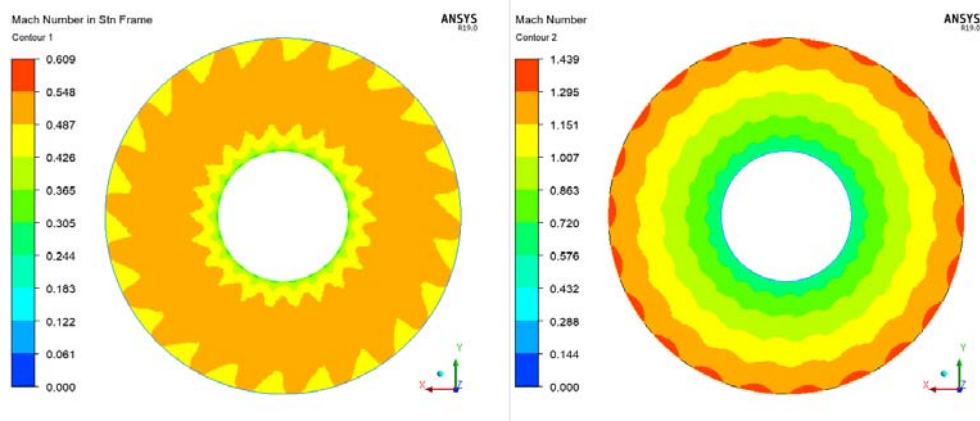 Mach Number in Stn Frame
Contour 1
ANSYS
R19.0
0.609
0.548
0.487
0.426
0.365
0.305
0.244
0.183
0.122
0.061
0.000
Y
X
Z
Mach Number
Contour 2
ANSYS
R19.0
1.439
1.295
1.151
1.007
0.863
0.720
0.576
0.432
0.288
0.144
0.000
Y
X
Z